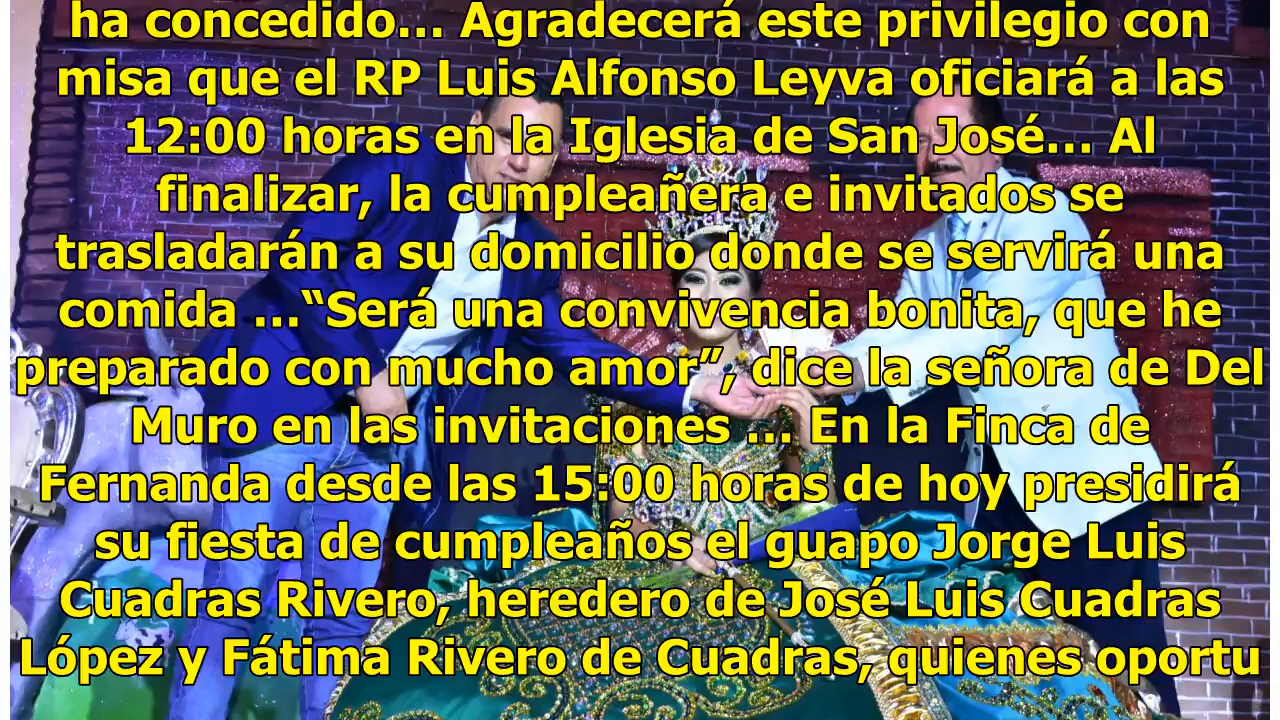 ha concedido... Agradecerá este privilegio con
misa que el RP Luis Alfonso Leyva oficiará a las
12:00 horas en la Iglesia de San José... Al
finalizar, la cumpleañera e invitados se
trasladarán a su domicilio donde se servirá una
comida ...“Será una convivencia bonita, que he
preparado con mucho amor”, dice la señora de Del
Muro en las invitaciones ... En la Finca de
Fernanda desde las 15:00 horas de hoy presidirá
su fiesta de cumpleaños el guapo Jorge Luis
Cuadras Rivero, heredero de José Luis Cuadras
López y Fátima Rivero de Cuadras, quienes oportu